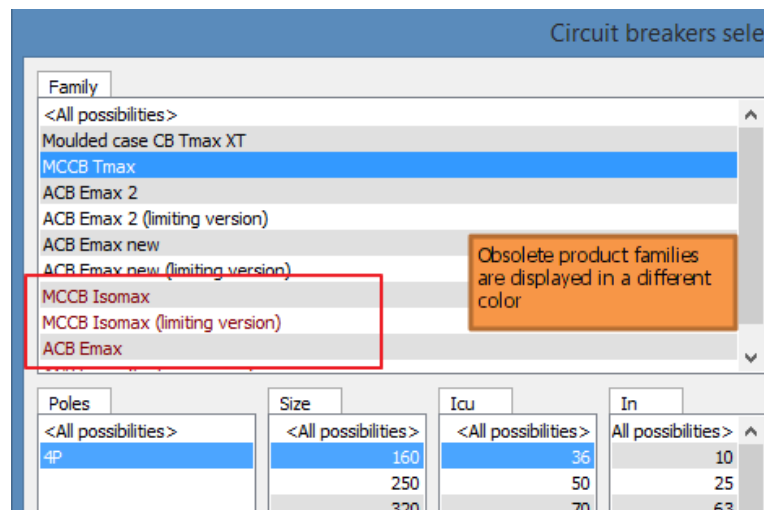 Circuit breakers sele
Family
<All possibilities>
Moulded case CB Tmax XT
MCCB Tmax
ACB Emax 2
ACB Emax 2 (limiting version)
ACB Emax new
ACB Emax new (limiting version)
MCCB Isomax
MCCB Isomax (limiting version)
ACB Emax
Obsolete product families
are displayed in a different
color
Poles Size Icu In
<All possibilities> <All possibilities> <All possibilities> All possibilities>
4P 160 36 10
250 50 25
320 70 63